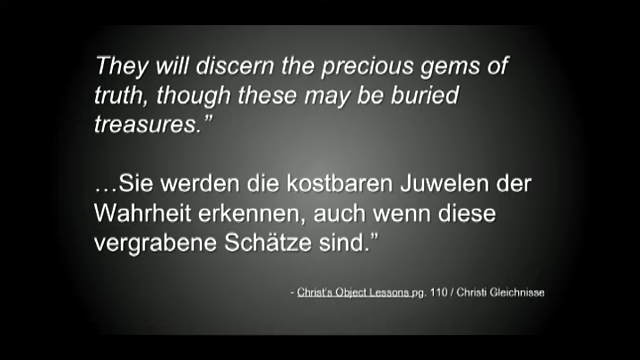 They will discern the precious gems of
truth, though these may be buried
treasures.”
…Sie werden die kostbaren Juwelen der
Wahrheit erkennen, auch wenn diese
vergrabene Schätze sind.”
- Christ's Object Lessons pg. 110 / Christi Gleichnisse